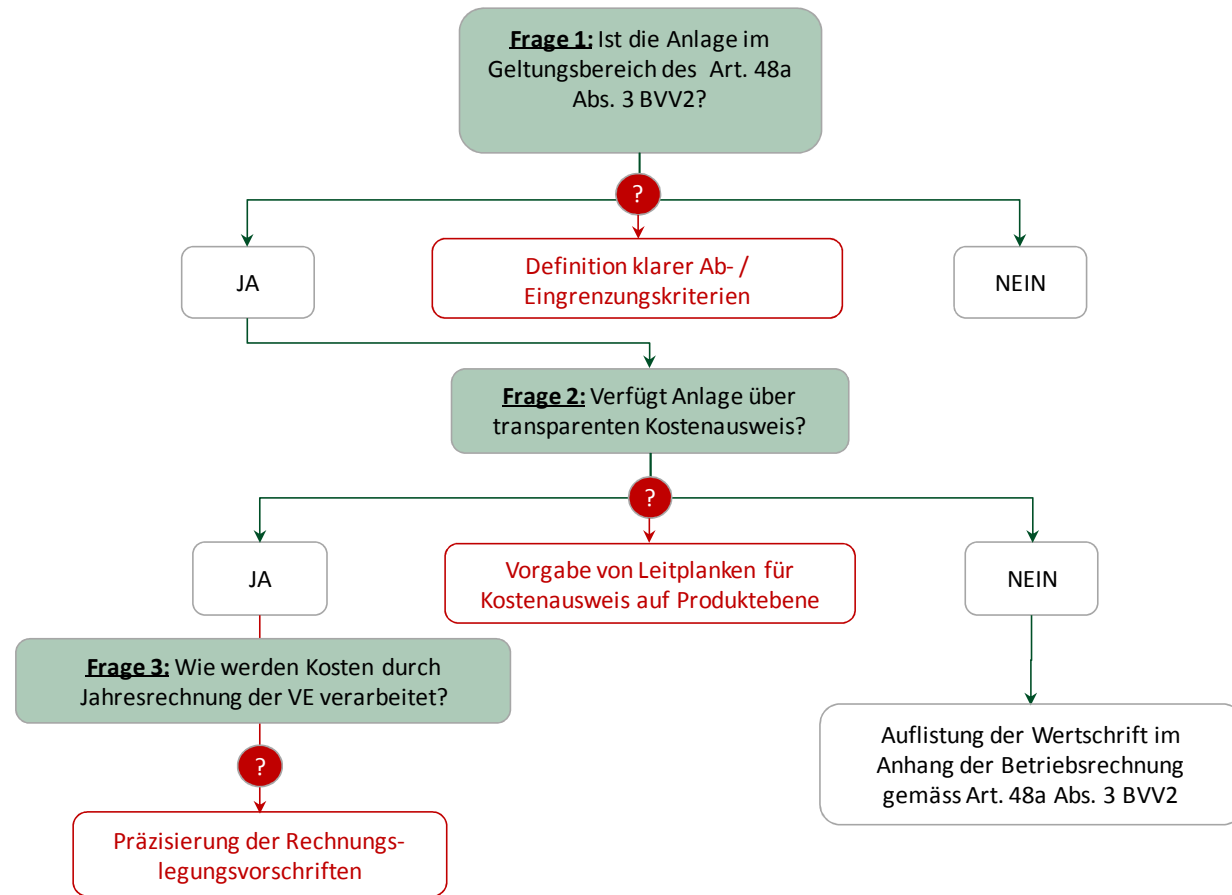 Frage 1: Ist die Anlage im
Geltungsbereich des Art. 48a
Abs. 3 BVV2?
?
JA
Definition klarer Ab- /
Eingrenzungskriterien
NEIN
Frage 2: Verfügt Anlage über
transparenten Kostenausweis?
?
JA
Vorgabe von Leitplanken für
Kostenausweis auf Produktebene
NEIN
Frage 3: Wie werden Kosten durch
Jahresrechnung der VE verarbeitet?
?
Auflistung der Wertschrift im
Anhang der Betriebsrechnung
gemäss Art. 48a Abs. 3 BVV2
Präzisierung der Rechnungs-
legungsvorschriften